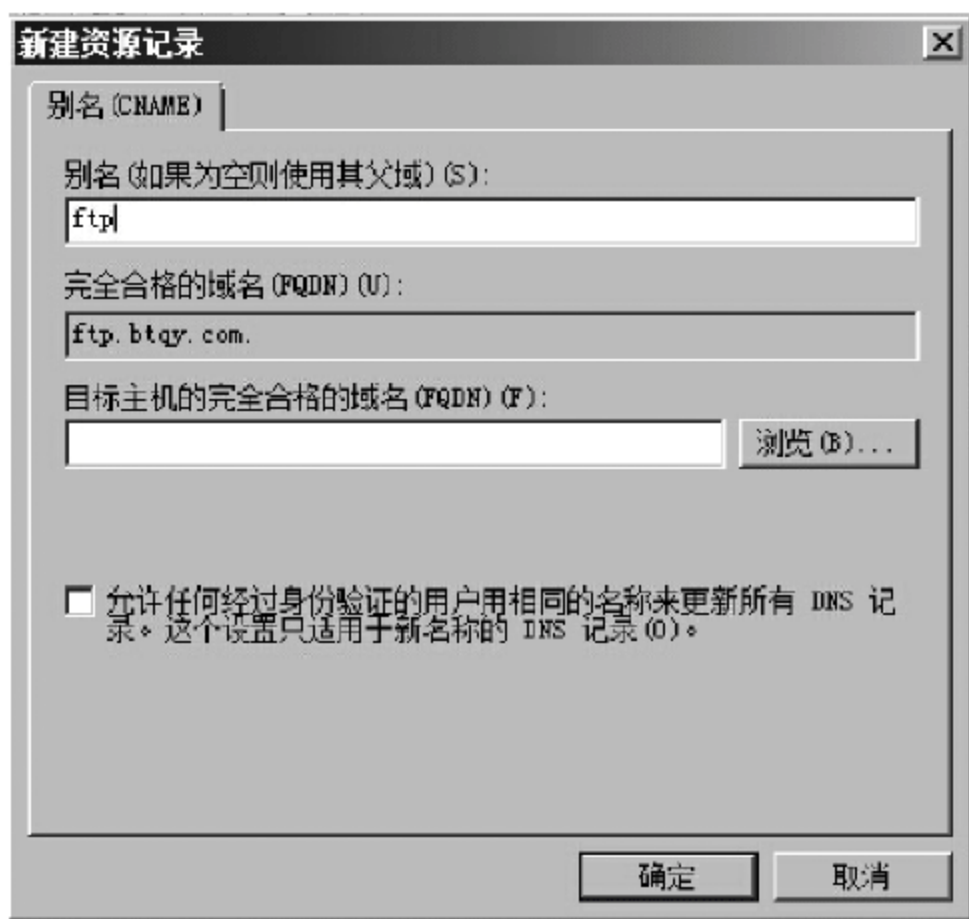 新建资源记录
别名(CNAME)
别名(如果为空则使用其父域)(S):
ftp
完全合格的域名(FQDN)(U):
ftp.btqy.com.
目标主机的完全合格的域名(FQDN)(F):
浏览(B)...
允许任何经过身份验证的用户用相同的名称来更新所有 DNS 记
录。这个设置只适用于新名称的 DNS 记录(O)。
确定
取消